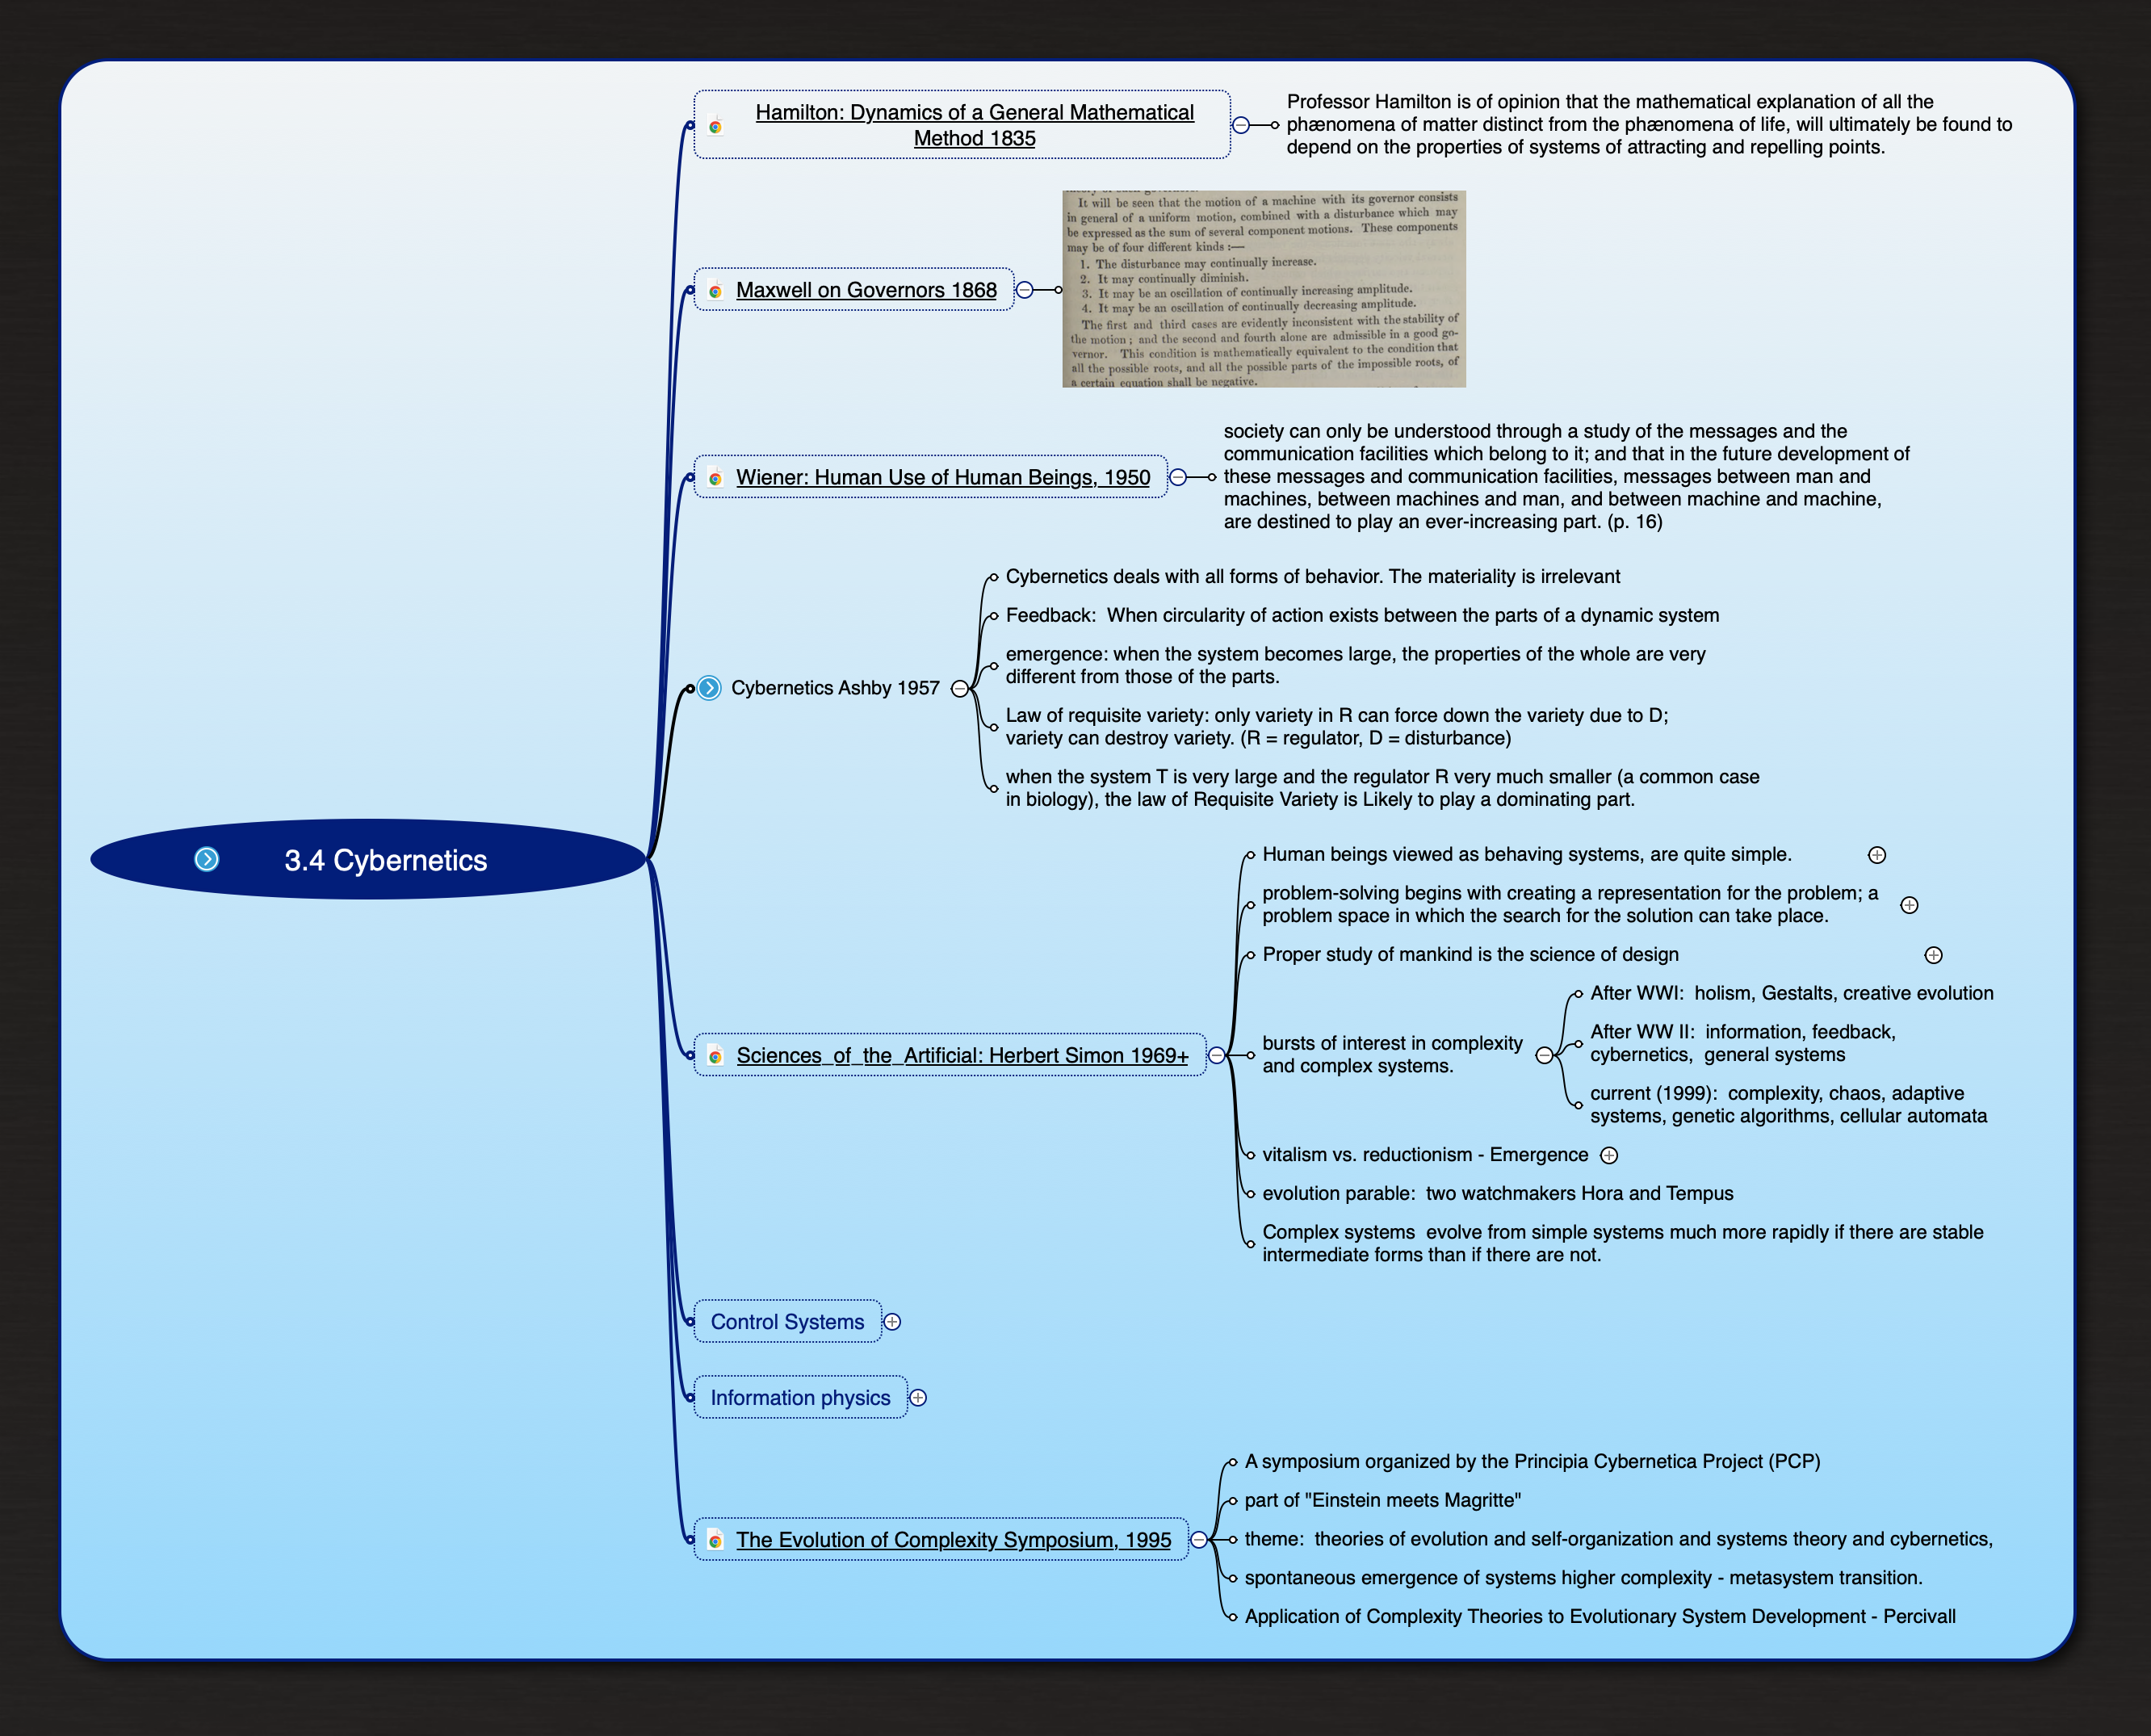 Hamilton: Dynamics of a General Mathematical
Method 1835
Professor Hamilton is of opinion that the mathematical explanation of all the
phænomena of matter distinct from the phænomena of life, will ultimately be found to
depend on the properties of systems of attracting and repelling points.
Maxwell on Governors 1868
It will be seen that the motion of a machine with its governor consists
in general of a uniform motion, combined with a disturbance which may
be expressed as the sum of several component motions. These components
may be of four different kinds :—
1. The disturbance may continually increase.
2. It may continually diminish.
3. It may be an oscillation of continually increasing amplitude.
4. It may be an oscillation of continually decreasing amplitude.
The first and third cases are evidently inconsistent with the stability of
the motion ; and the second and fourth alone are admissible in a good go-
vernor. This condition is mathematically equivalent to the condition that
all the possible roots, and all the possible parts of the impossible roots, of
a certain equation shall be negative.
Wiener: Human Use of Human Beings, 1950
society can only be understood through a study of the messages and the
communication facilities which belong to it; and that in the future development of
these messages and communication facilities, messages between man and
machines, between machines and man, and between machine and machine,
are destined to play an ever-increasing part. (p. 16)
Cybernetics Ashby 1957
Cybernetics deals with all forms of behavior. The materiality is irrelevant
Feedback:  When circularity of action exists between the parts of a dynamic system
emergence: when the system becomes large, the properties of the whole are very
different from those of the parts.
Law of requisite variety: only variety in R can force down the variety due to D;
variety can destroy variety. (R = regulator, D = disturbance)
when the system T is very large and the regulator R very much smaller (a common case
in biology), the law of Requisite Variety is Likely to play a dominating part.
3.4 Cybernetics
Sciences_of_the_Artificial: Herbert Simon 1969+
Human beings viewed as behaving systems, are quite simple.
problem-solving begins with creating a representation for the problem; a
problem space in which the search for the solution can take place.
Proper study of mankind is the science of design
bursts of interest in complexity
and complex systems.
After WWI:  holism, Gestalts, creative evolution
After WW II:  information, feedback,
cybernetics,  general systems
current (1999):  complexity, chaos, adaptive
systems, genetic algorithms, cellular automata
vitalism vs. reductionism - Emergence
evolution parable:  two watchmakers Hora and Tempus
Complex systems  evolve from simple systems much more rapidly if there are stable
intermediate forms than if there are not.
Control Systems
Information physics
The Evolution of Complexity Symposium, 1995
A symposium organized by the Principia Cybernetica Project (PCP)
part of "Einstein meets Magritte"
theme:  theories of evolution and self-organization and systems theory and cybernetics,
spontaneous emergence of systems higher complexity - metasystem transition.
Application of Complexity Theories to Evolutionary System Development - Percivall